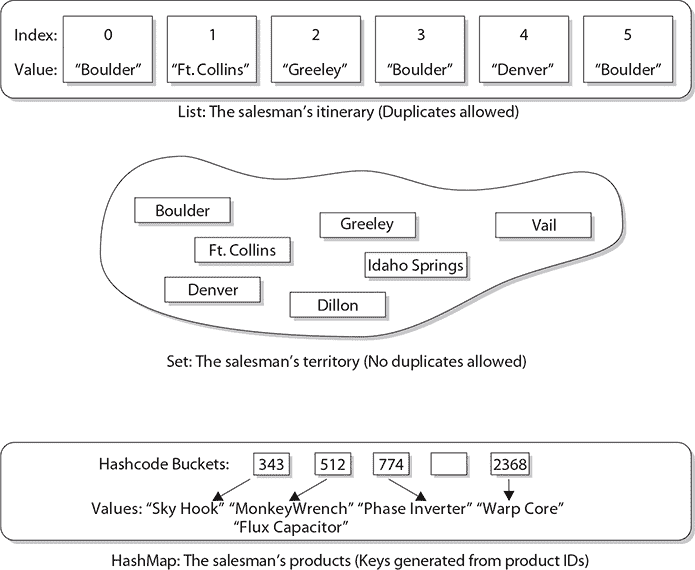 Index: 0 1 2 3 4 5
Value: “Boulder” “Ft. Collins” “Greeley” “Boulder” “Denver” “Boulder”
List: The salesman’s itinerary (Duplicates allowed)
Boulder
Greeley
Vail
Ft. Collins
Idaho Springs
Denver
Dillon
Set: The salesman’s territory (No duplicates allowed)
Hashcode Buckets: 343 512 774 2368
Values: “Sky Hook” “MonkeyWrench” “Phase Inverter” “Warp Core”
“Flux Capacitor”
HashMap: The salesman’s products (Keys generated from product IDs)